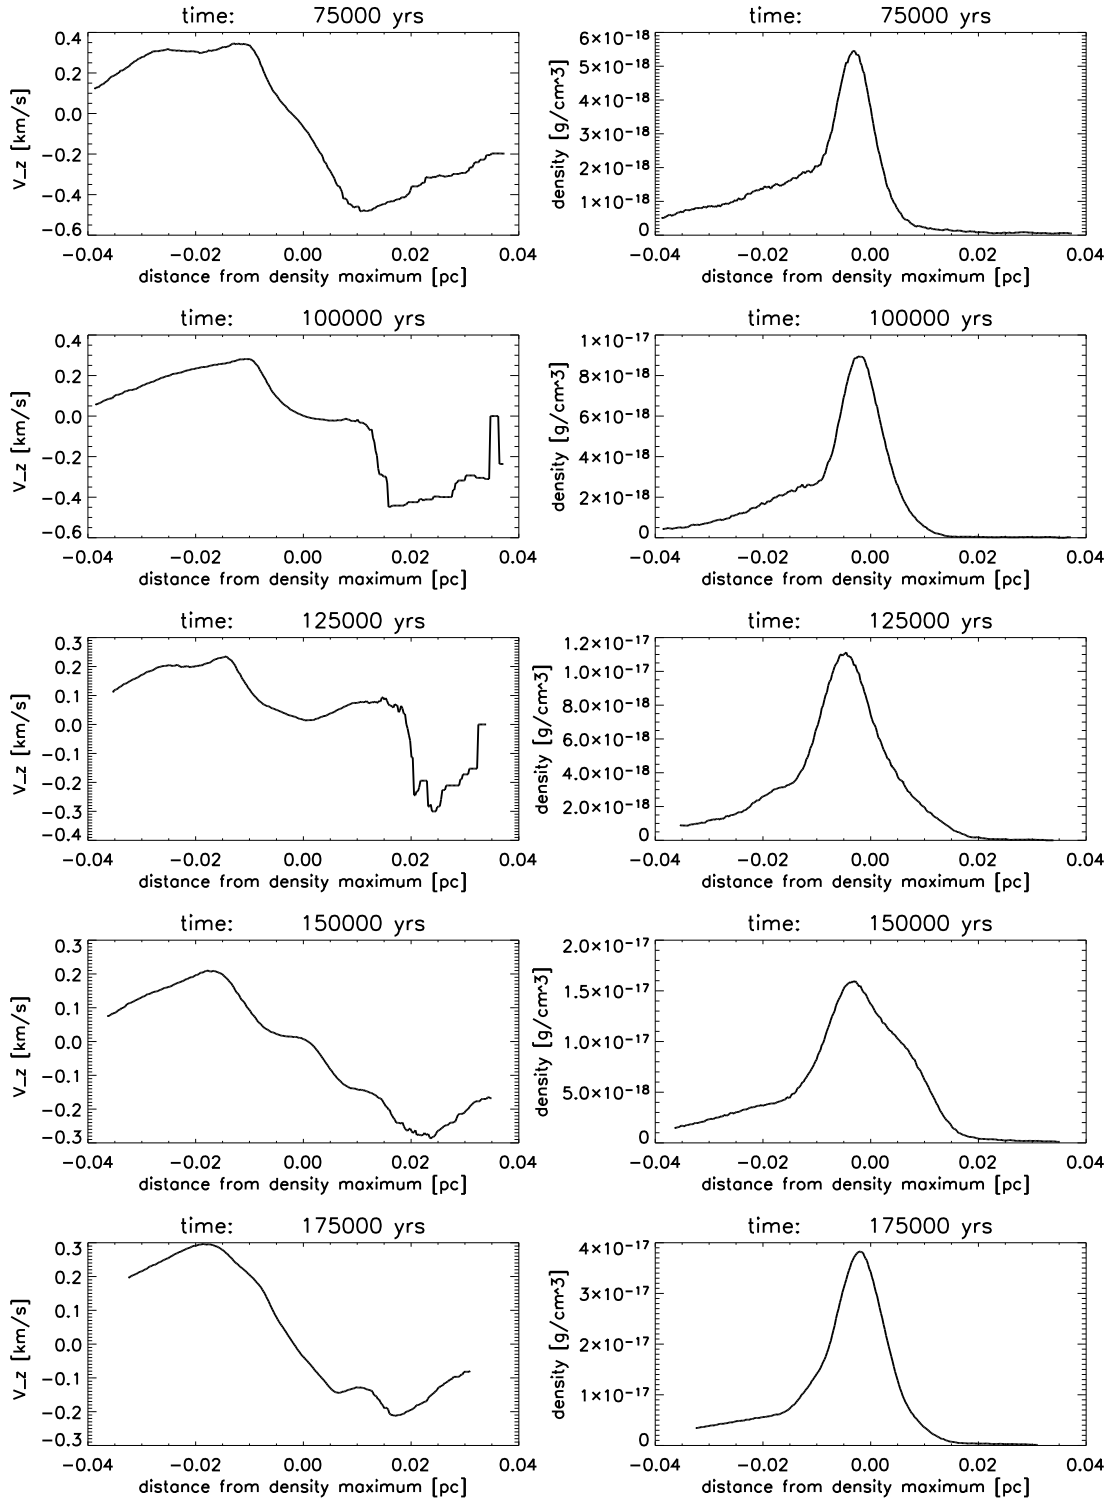 time: 75000 yrs
V_z [km/s]
0.4
0.2
0.0
−0.2
−0.4
−0.6
−0.04 −0.02 0.00 0.02 0.04
distance from density maximum [pc]
time: 75000 yrs
density [g/cm^3]
6×10−18
5×10−18
4×10−18
3×10−18
2×10−18
1×10−18
0
−0.04 −0.02 0.00 0.02 0.04
distance from density maximum [pc]
time: 100000 yrs
V_z [km/s]
0.4
0.2
0.0
−0.2
−0.4
−0.6
−0.04 −0.02 0.00 0.02 0.04
distance from density maximum [pc]
time: 100000 yrs
density [g/cm^3]
1×10−17
8×10−18
6×10−18
4×10−18
2×10−18
0
−0.04 −0.02 0.00 0.02 0.04
distance from density maximum [pc]
time: 125000 yrs
V_z [km/s]
0.3
0.2
0.1
0.0
−0.1
−0.2
−0.3
−0.4
−0.04 −0.02 0.00 0.02 0.04
distance from density maximum [pc]
time: 125000 yrs
density [g/cm^3]
1.2×10−17
1.0×10−17
8.0×10−18
6.0×10−18
4.0×10−18
2.0×10−18
0
−0.04 −0.02 0.00 0.02 0.04
distance from density maximum [pc]
time: 150000 yrs
V_z [km/s]
0.3
0.2
0.1
0.0
−0.1
−0.2
−0.3
−0.04 −0.02 0.00 0.02 0.04
distance from density maximum [pc]
time: 150000 yrs
density [g/cm^3]
2.0×10−17
1.5×10−17
1.0×10−17
5.0×10−18
0
−0.04 −0.02 0.00 0.02 0.04
distance from density maximum [pc]
time: 175000 yrs
V_z [km/s]
0.3
0.2
0.1
0.0
−0.1
−0.2
−0.3
−0.04 −0.02 0.00 0.02 0.04
distance from density maximum [pc]
time: 175000 yrs
density [g/cm^3]
4×10−17
3×10−17
2×10−17
1×10−17
0
−0.04 −0.02 0.00 0.02 0.04
distance from density maximum [pc]